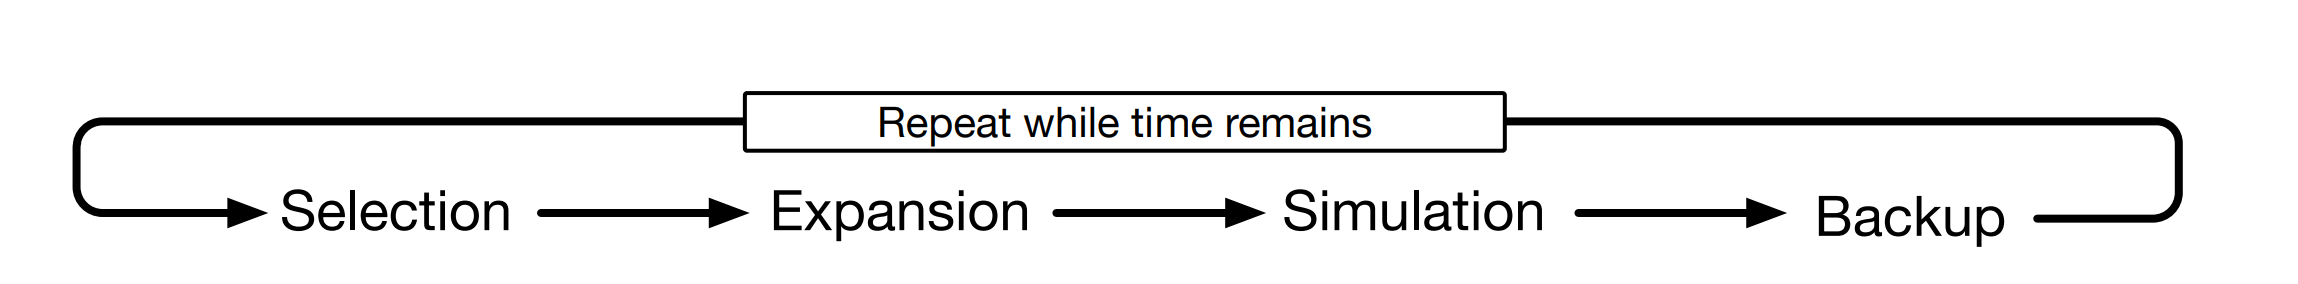 Repeat while time remains
Selection
Expansion
Simulation
Backup